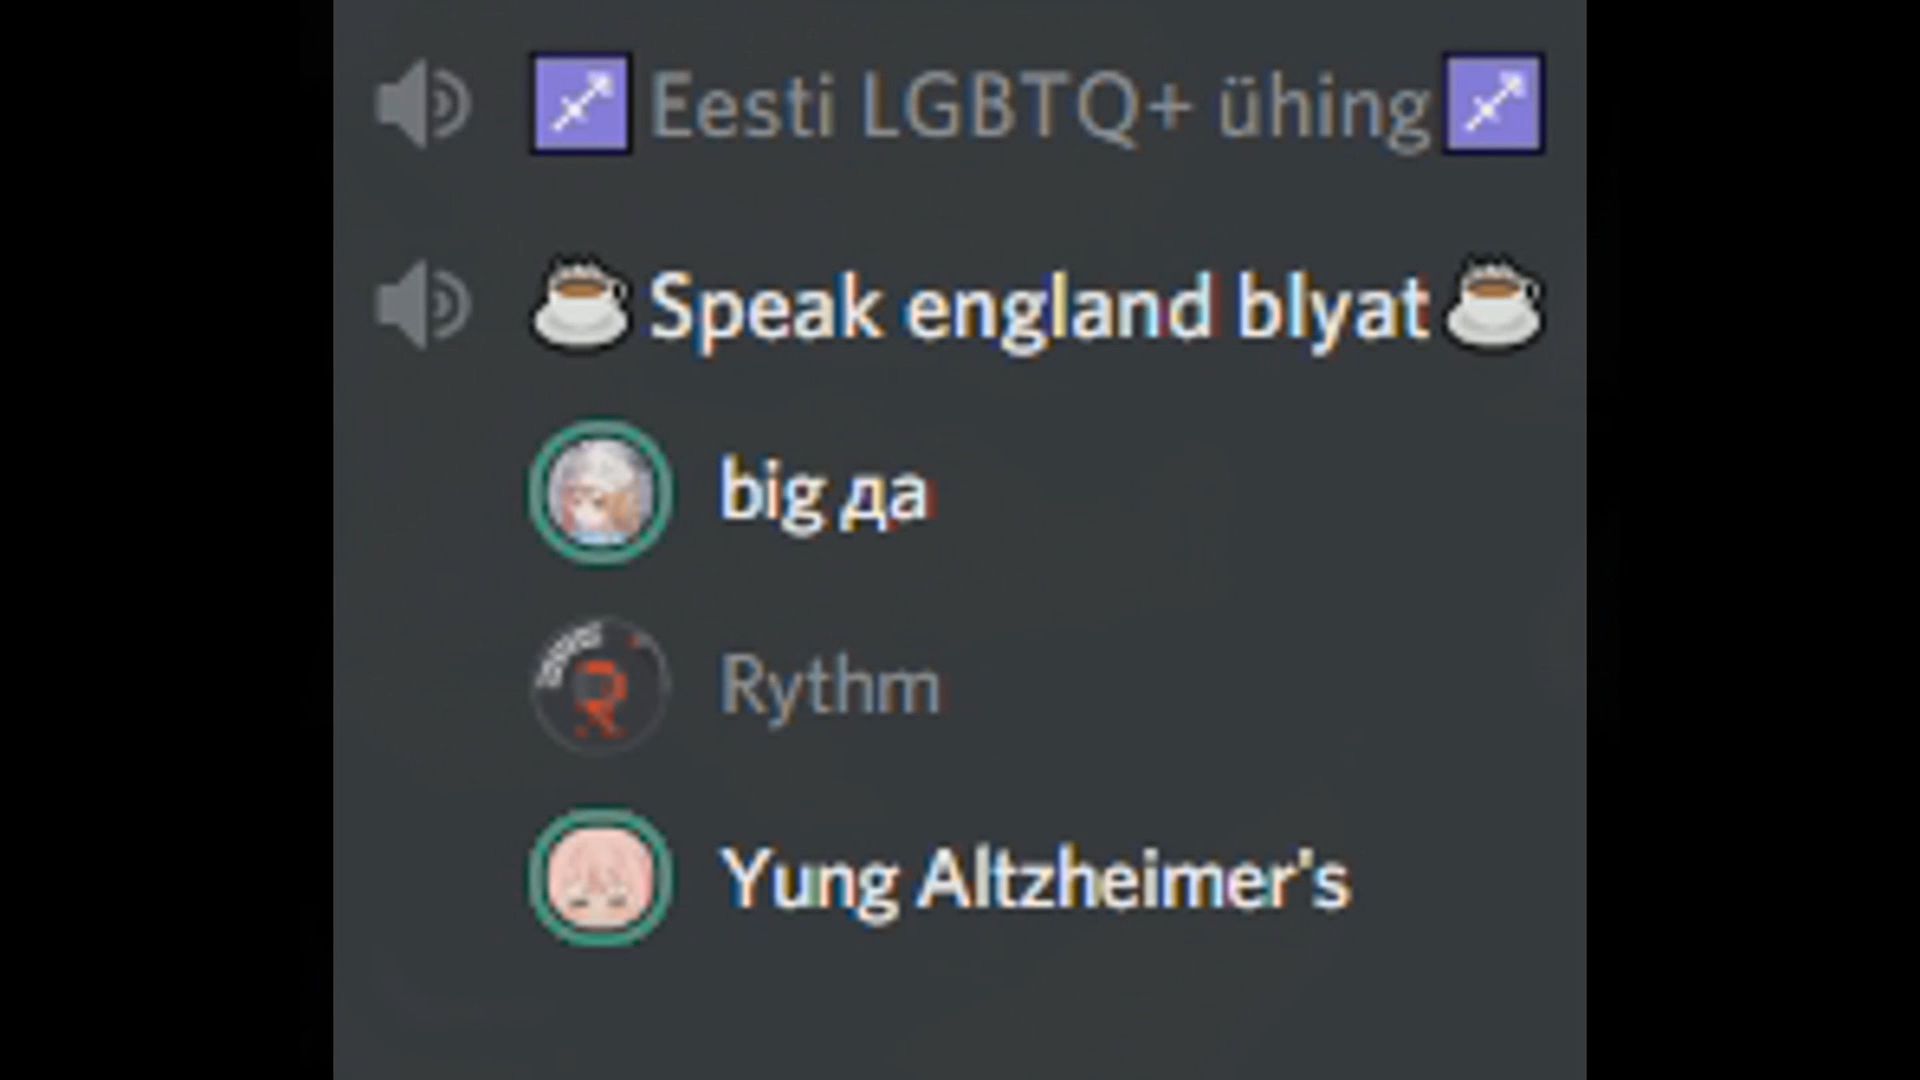 Eesti LGBTQ+ ühing
Speak england blyat
big да
Rythm
Yung Altzheimer's